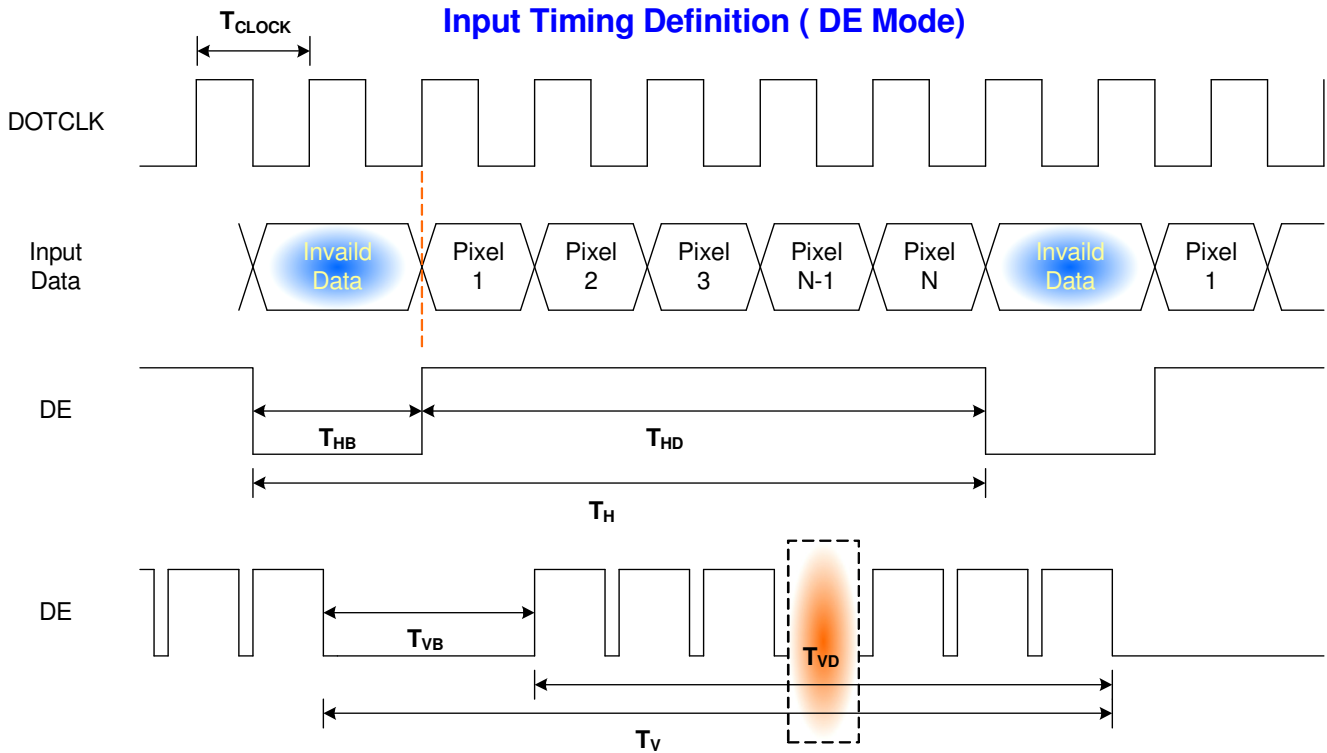 Input Timing Definition ( DE Mode)
TCLOCK
DOTCLK
Input
Data
Invaild
Data
Pixel
1
Pixel
2
Pixel
3
Pixel
N-1
Pixel
N
Invaild
Data
Pixel
1
DE
THB
THD
TH
DE
TVB
TVD
TV